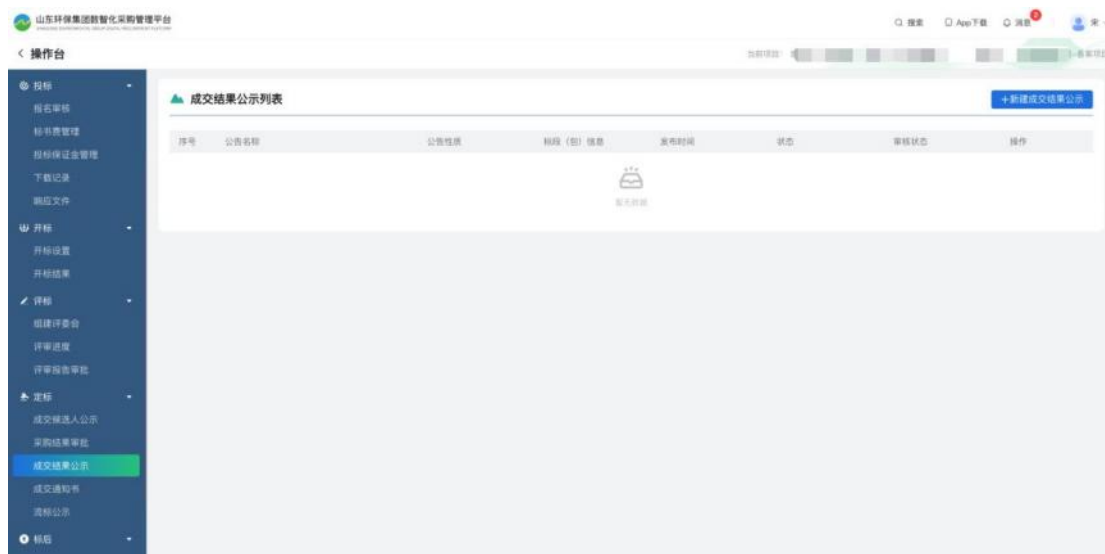 山东环保集团数智化采购管理平台
搜索 App下载 消息 2 宋
操作台
当前项目：
投标
报名审核
标书费管理
投标保证金管理
下载记录
响应文件
开标
开标设置
开标结果
评标
组建评委会
评审进度
评审报告审批
定标
成交候选人公示
采购结果审批
成交结果公示
成交通知书
流标公示
标后
成交结果公示列表
+新建成交结果公示
序号 公告名称 公告性质 标段（包）信息 发布时间 状态 审核状态 操作
暂无数据